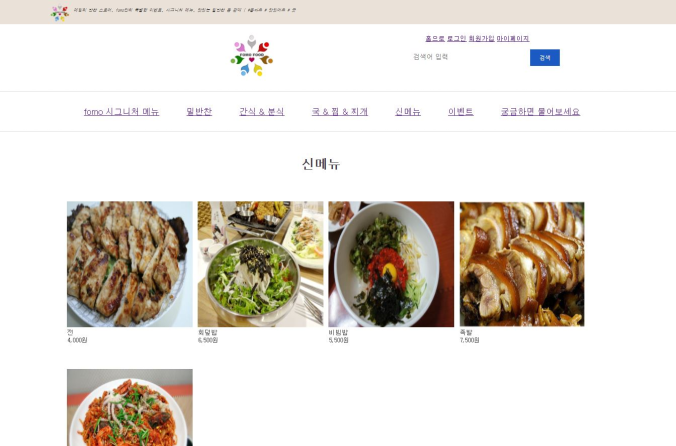 FOMO FOOD
홈으로 로그인 회원가입 마이페이지
검색어 입력
검색
fomo 시그니처 메뉴 밑반찬 간식 & 분식 국 & 찜 & 찌개 신메뉴 이벤트 궁금하면 물어보세요
신메뉴
전 회덮밥 비빔밥 족발
4,000원 6,500원 5,500원 7,500원